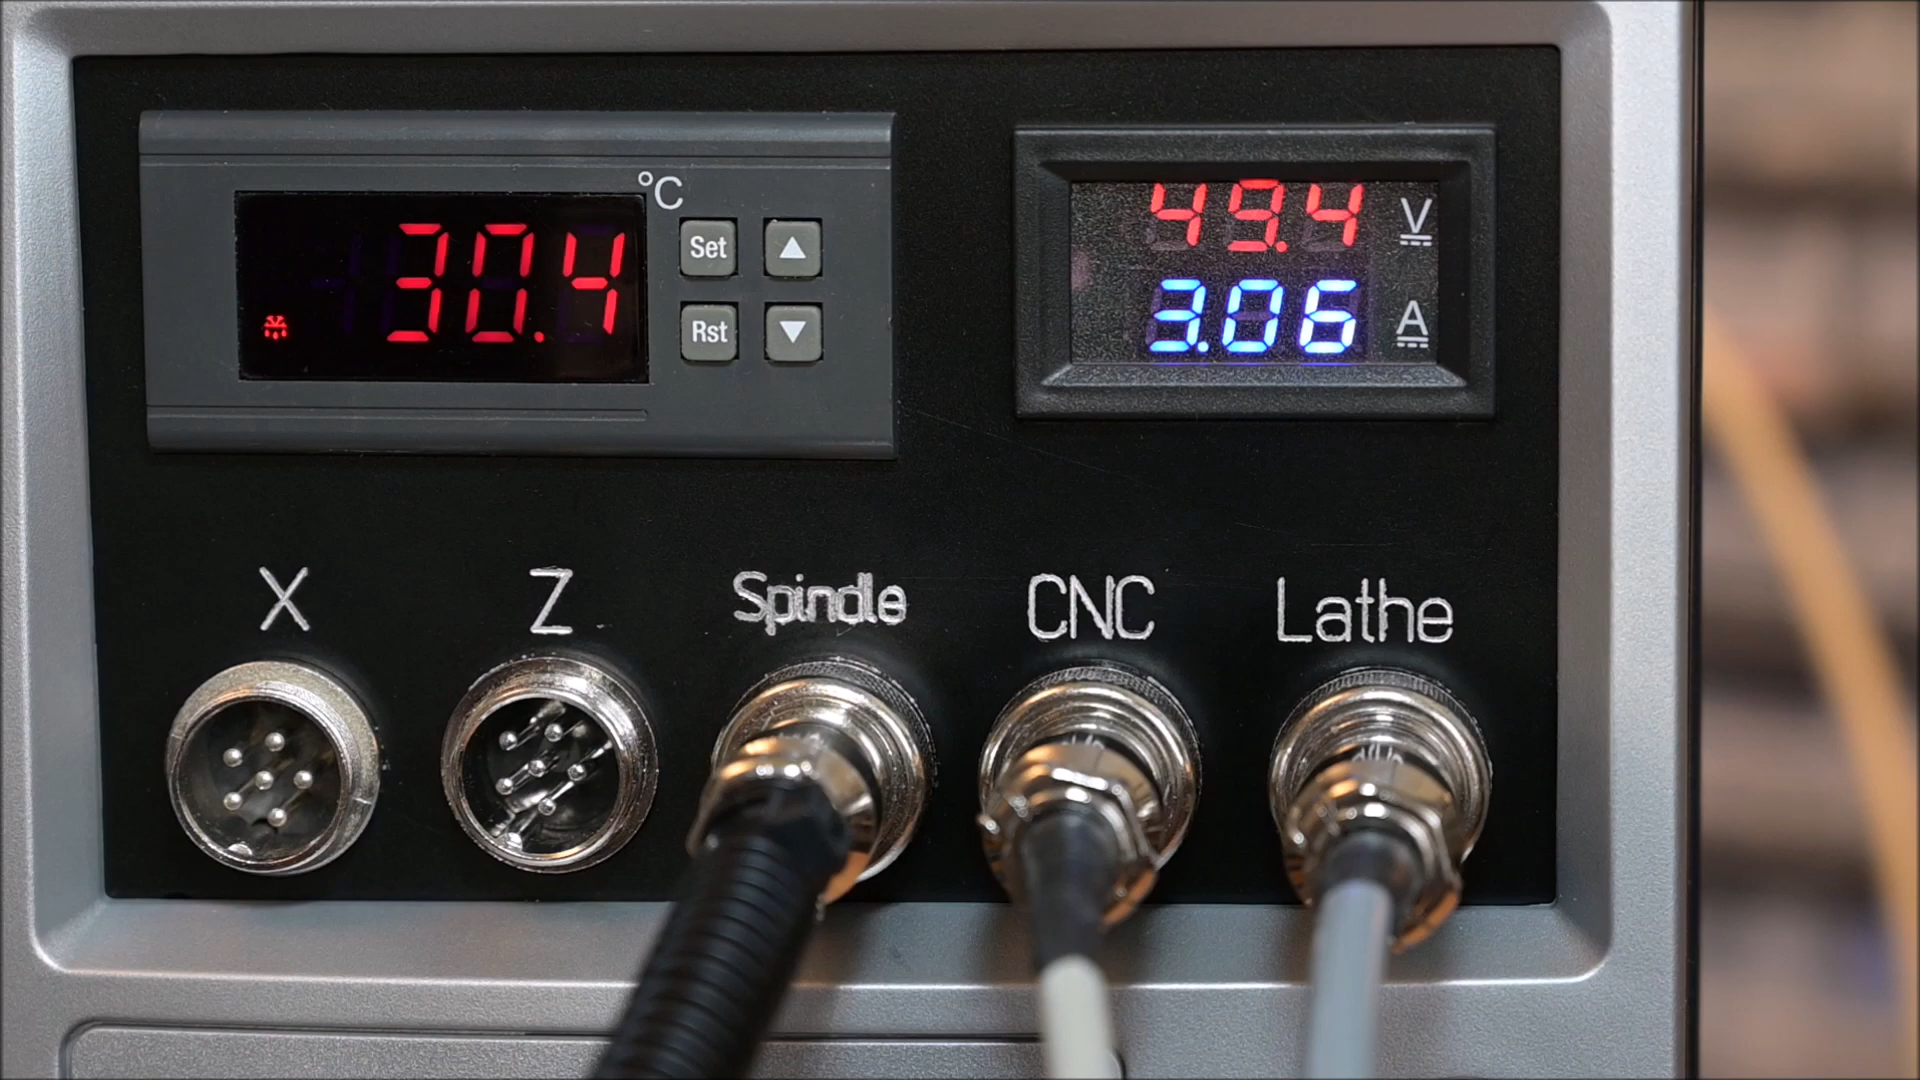 °C
30.4
Set
Rst
49.4 V
3.06 A
X
Z
Spindle
CNC
Lathe